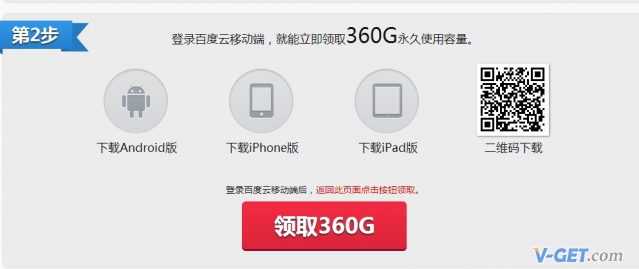 第2步
登录百度云移动端，就能立即领取360G永久使用容量。
下载Android版
下载iPhone版
下载iPad版
二维码下载
登录百度云移动端后，返回此页面点击按钮领取。
领取360G
V-GET.com